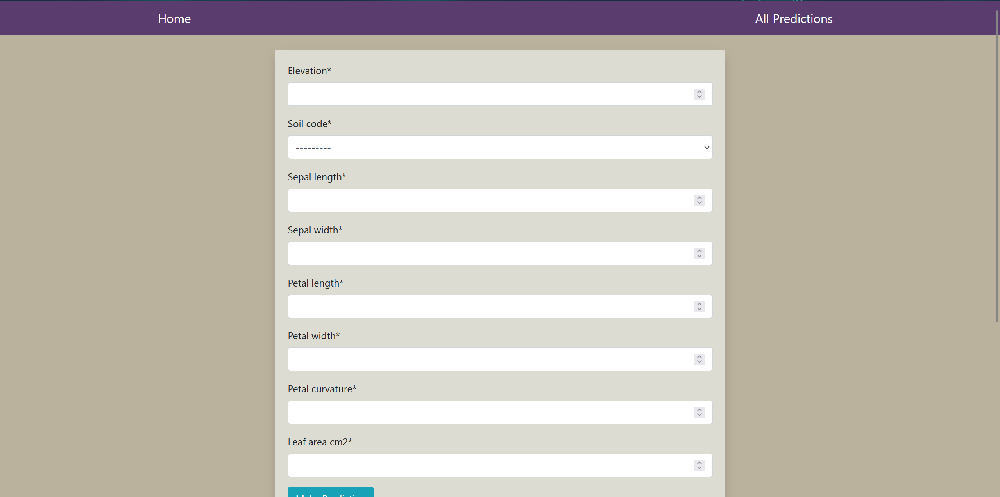 Home
All Predictions
Elevation*
Soil code*
---------
Sepal length*
Sepal width*
Petal length*
Petal width*
Petal curvature*
Leaf area cm2*